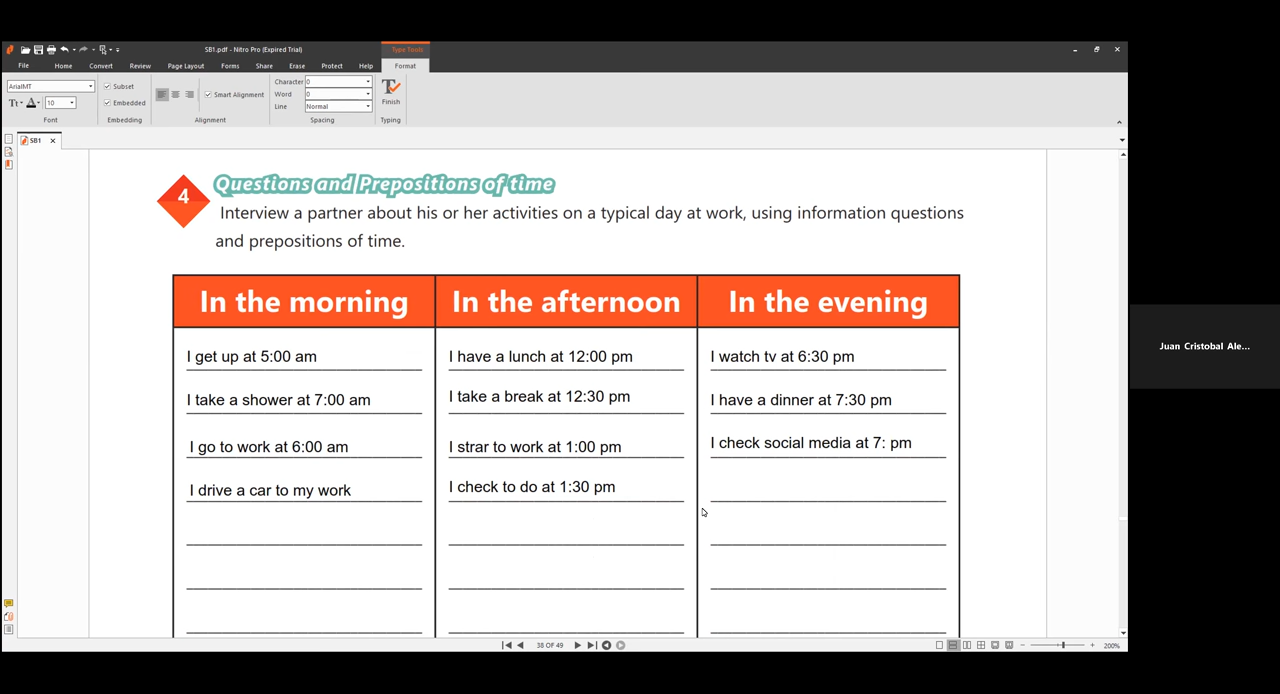 SB1.pdf - Nitro Pro (Expired Trial)
Type Tools
File Home Convert Review Page Layout Forms Share Erase Protect Help Format
ArialMT
Subset
Smart Alignment
Character 0
Word 0
Line Normal
Tt A 10
Embedded
Finish
Font Embedding Alignment Spacing Typing
SB1
4
Questions and Prepositions of time
Interview a partner about his or her activities on a typical day at work, using information questions
and prepositions of time.
In the morning
I get up at 5:00 am
I take a shower at 7:00 am
I go to work at 6:00 am
I drive a car to my work
In the afternoon
I have a lunch at 12:00 pm
I take a break at 12:30 pm
I strar to work at 1:00 pm
I check to do at 1:30 pm
In the evening
I watch tv at 6:30 pm
I have a dinner at 7:30 pm
I check social media at 7: pm
Juan Cristobal Ale...
38 OF 49
200%